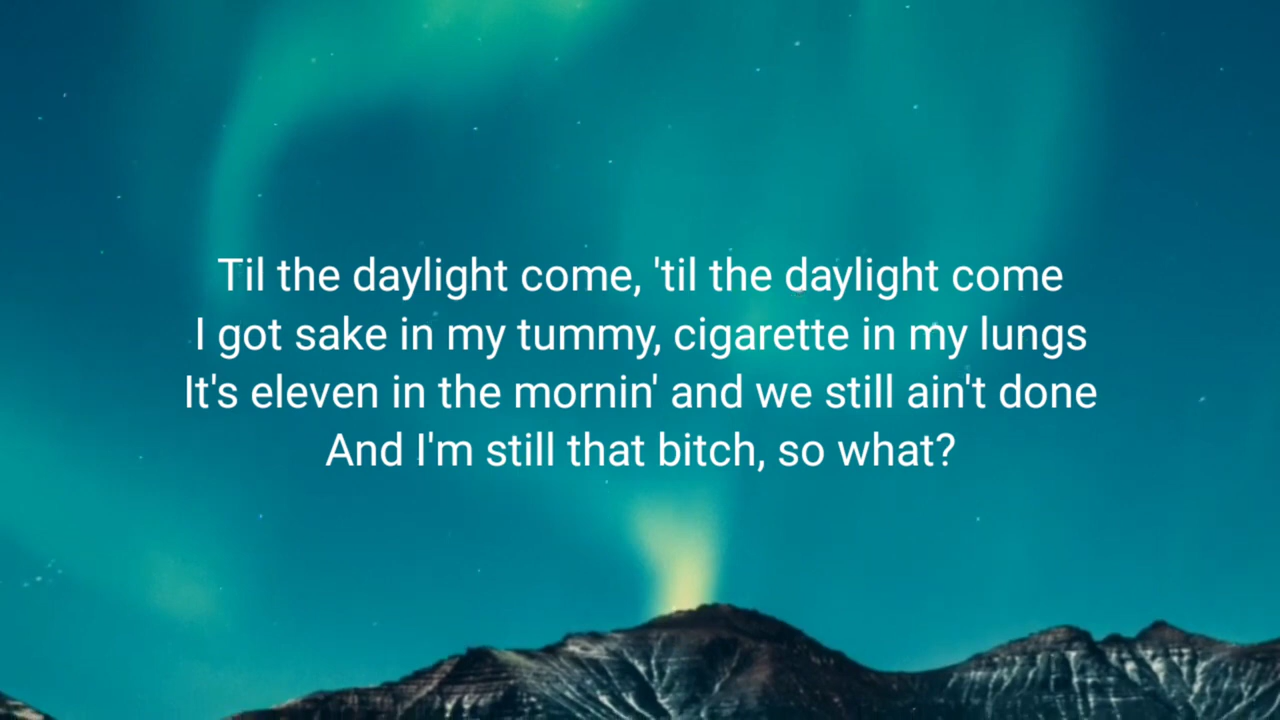 Til the daylight come, 'til the daylight come
I got sake in my tummy, cigarette in my lungs
It's eleven in the mornin' and we still ain't done
And I'm still that bitch, so what?